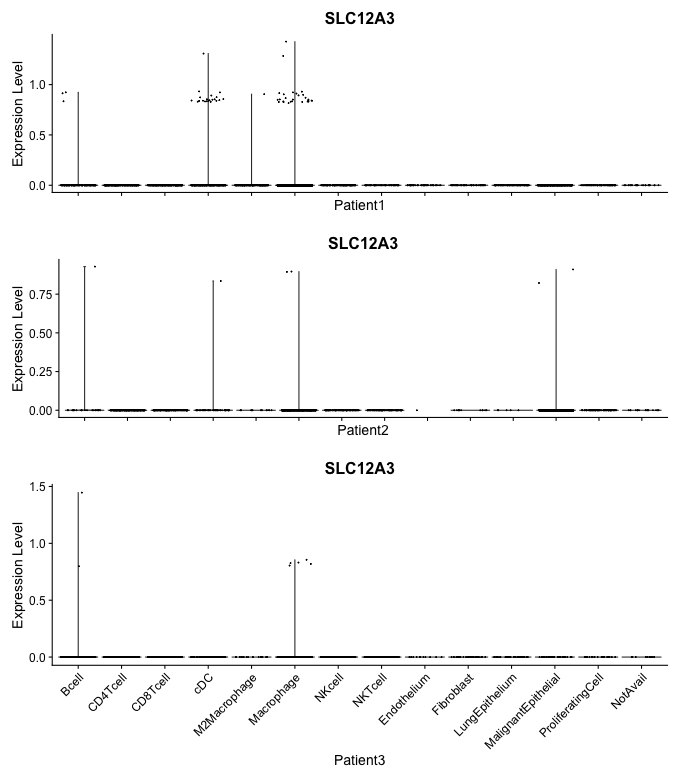 SLC12A3
Expression Level
1.0
0.5
0.0
Patient1
SLC12A3
Expression Level
0.75
0.50
0.25
0.00
Patient2
SLC12A3
Expression Level
1.5
1.0
0.5
0.0
Bcell
CD4Tcell
CD8Tcell
cDC
M2Macrophage
Macrophage
NKcell
NKTcell
Endothelium
Fibroblast
LungEpithelium
MalignantEpithelial
ProliferatingCell
NotAvail
Patient3